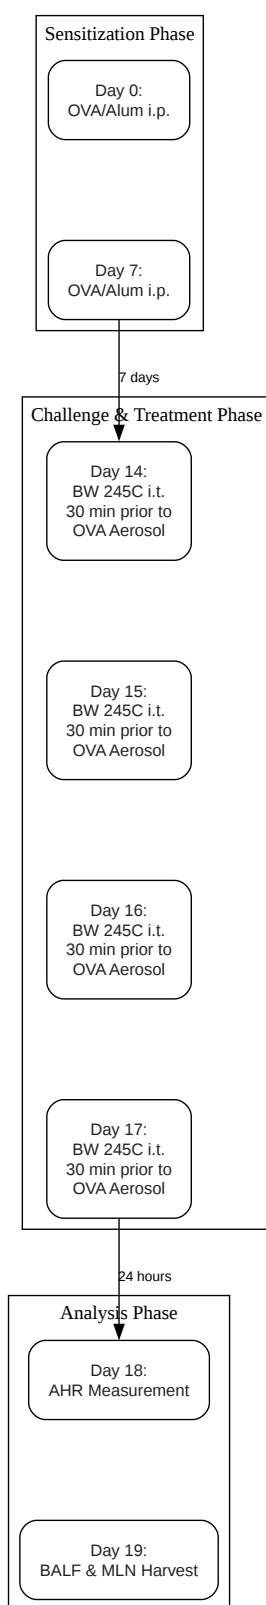 Sensitization Phase
Day 0:
OVA/Alum i.p.
Day 7:
OVA/Alum i.p.
7 days
Challenge & Treatment Phase
Day 14:
BW 245C i.t.
30 min prior to
OVA Aerosol
Day 15:
BW 245C i.t.
30 min prior to
OVA Aerosol
Day 16:
BW 245C i.t.
30 min prior to
OVA Aerosol
Day 17:
BW 245C i.t.
30 min prior to
OVA Aerosol
24 hours
Analysis Phase
Day 18:
AHR Measurement
Day 19:
BALF & MLN Harvest